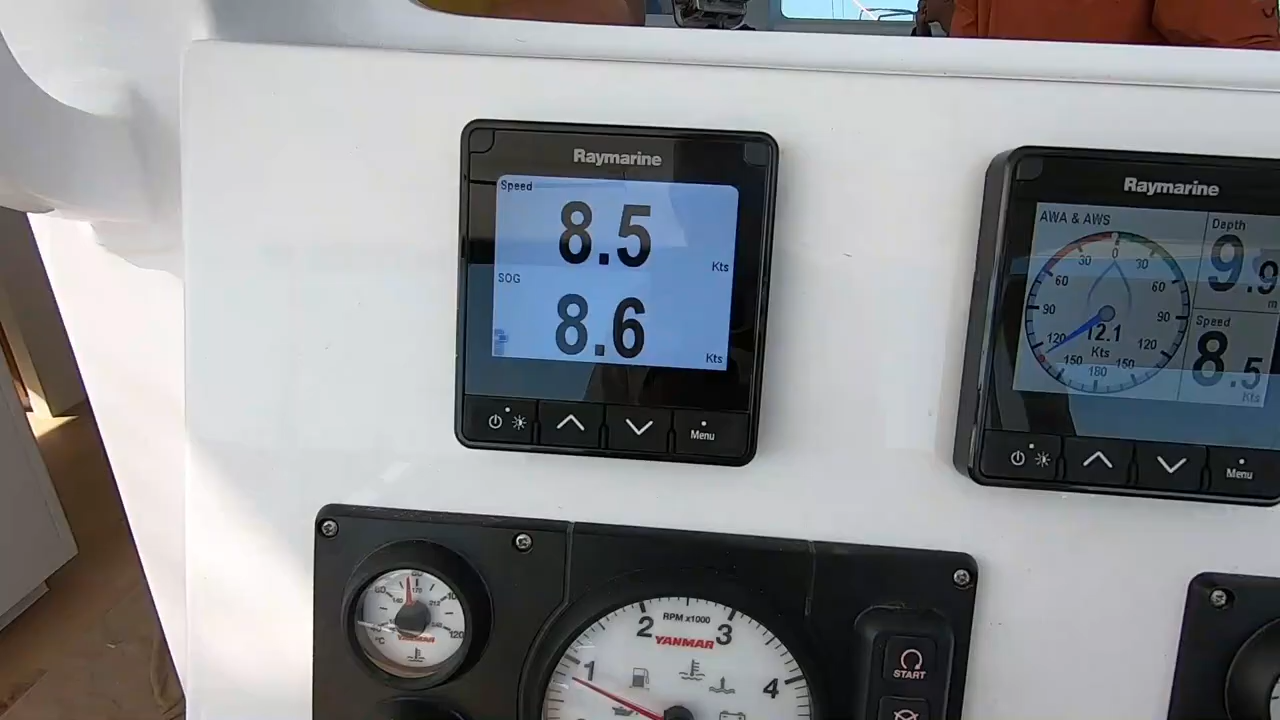 Raymarine
Speed
8.5
Kts
SOG
8.6
Kts
Menu
Raymarine
AWA & AWS
0
30
30
60
60
90
90
120
120
150
150
180
12.1
Kts
Depth
9.9
m
Speed
8.5
Kts
Menu
120
°C
1
2
3
4
RPM x1000
YANMAR
START